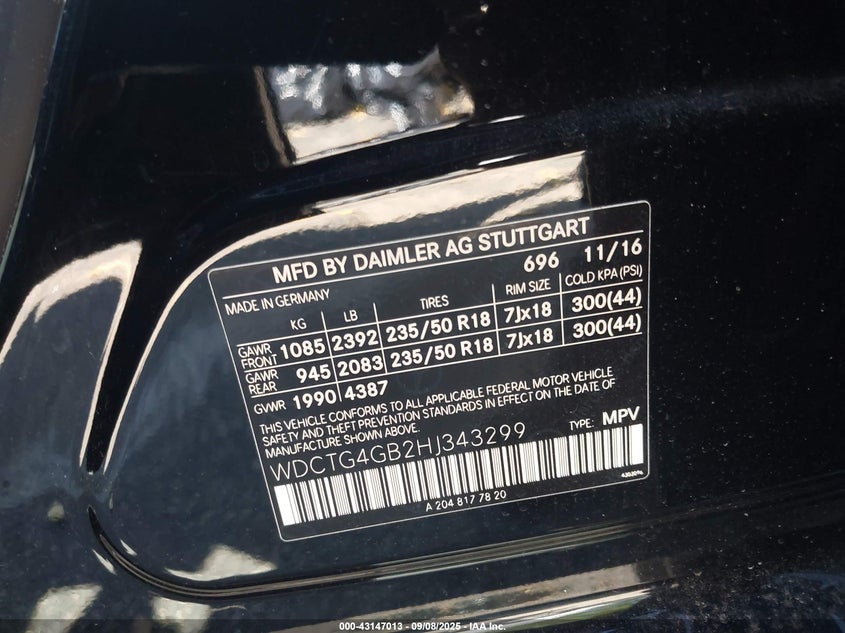 MFD BY DAIMLER AG STUTTGART
696 11/16
MADE IN GERMANY
KG LB TIRES RIM SIZE COLD KPA (PSI)
GAWR FRONT 1085 2392 235/50 R18 7Jx18 300(44)
GAWR REAR 945 2083 235/50 R18 7Jx18 300(44)
GVWR 1990 4387
THIS VEHICLE CONFORMS TO ALL APPLICABLE FEDERAL MOTOR VEHICLE
SAFETY AND THEFT PREVENTION STANDARDS IN EFFECT ON THE DATE OF
MANUFACTURE SHOWN ABOVE.
WDCTG4GB2HJ343299 TYPE: MPV
A 204 817 78 20
000-43147013 - 09/08/2025 - IAA Inc.